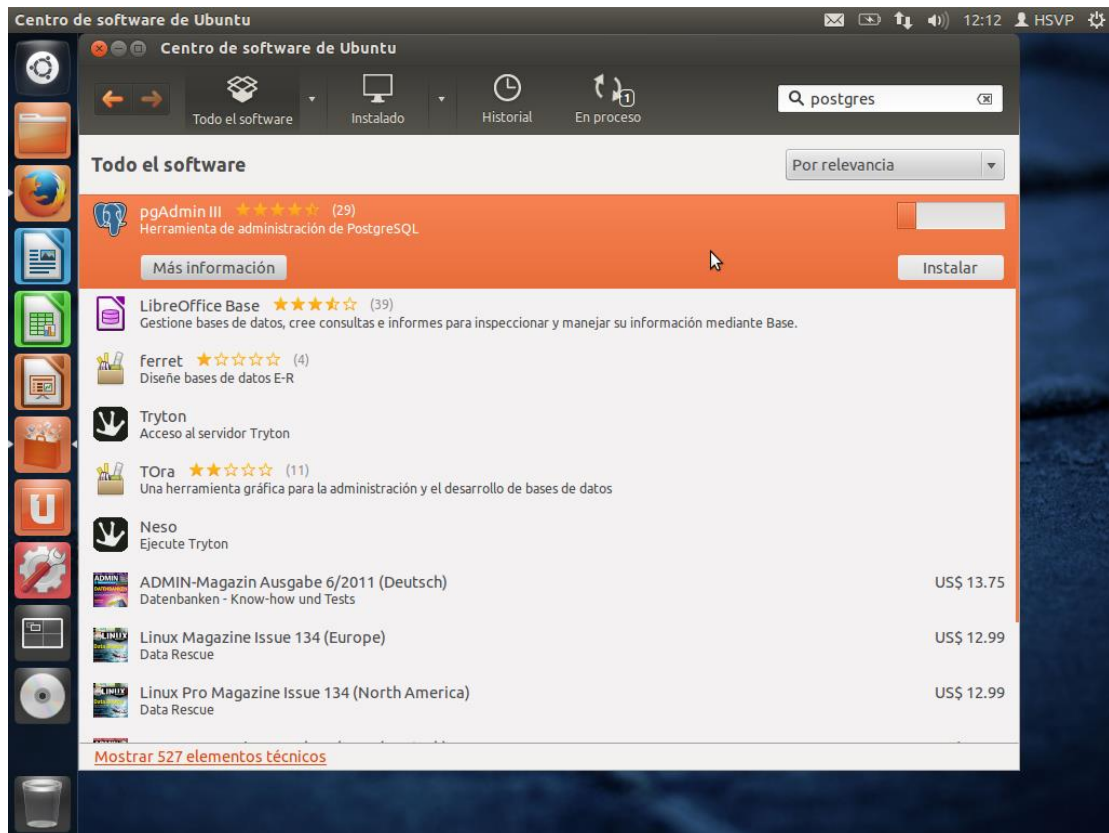 Centro de software de Ubuntu
12:12 HSVP
Centro de software de Ubuntu
Todo el software
Instalado
Historial
1
En proceso
postgres
Todo el software
Por relevancia
pgAdmin III (29)
Herramienta de administración de PostgreSQL
Más información
Instalar
LibreOffice Base (39)
Gestione bases de datos, cree consultas e informes para inspeccionar y manejar su información mediante Base.
ferret (4)
Diseñe bases de datos E-R
Tryton
Acceso al servidor Tryton
TOra (11)
Una herramienta gráfica para la administración y el desarrollo de bases de datos
Neso
Ejecute Tryton
ADMIN-Magazin Ausgabe 6/2011 (Deutsch)
US$ 13.75
Datenbanken - Know-how und Tests
Linux Magazine Issue 134 (Europe)
US$ 12.99
Data Rescue
Linux Pro Magazine Issue 134 (North America)
US$ 12.99
Data Rescue
Mostrar 527 elementos técnicos